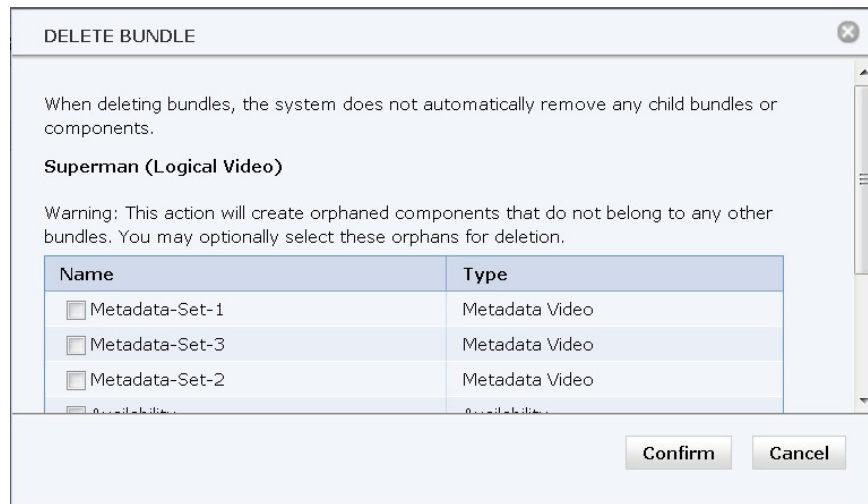 DELETE BUNDLE
When deleting bundles, the system does not automatically remove any child bundles or
components.
Superman (Logical Video)
Warning: This action will create orphaned components that do not belong to any other
bundles. You may optionally select these orphans for deletion.
Name Type
Metadata-Set-1 Metadata Video
Metadata-Set-3 Metadata Video
Metadata-Set-2 Metadata Video
Availability Availability
Confirm Cancel